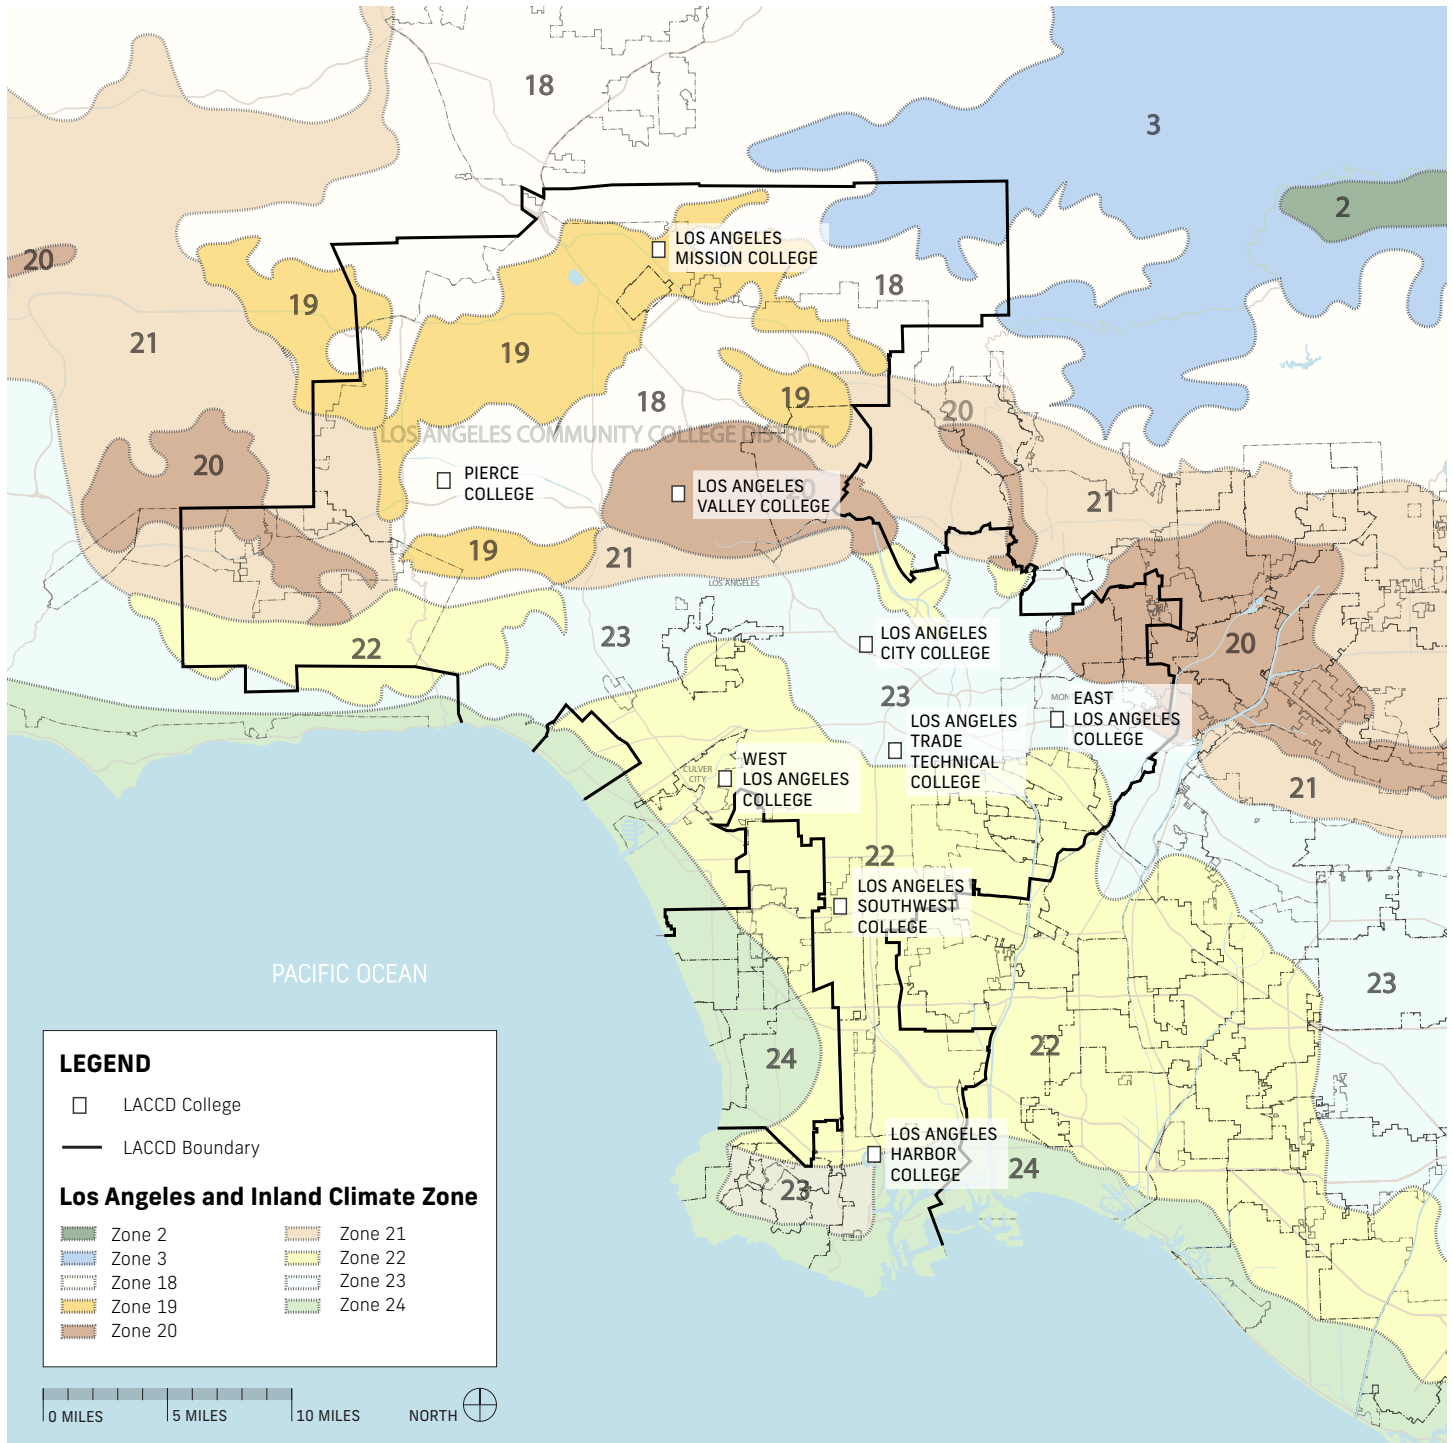 18
3
2
20
19
21
LOS ANGELES
MISSION COLLEGE
18
19
18
19
20
LOS ANGELES COMMUNITY COLLEGE DISTRICT
20
PIERCE
COLLEGE
LOS ANGELES
VALLEY COLLEGE
20
21
19
21
LOS ANGELES
22
23
LOS ANGELES
CITY COLLEGE
20
23
EAST
LOS ANGELES
COLLEGE
LOS ANGELES
TRADE
TECHNICAL
COLLEGE
CULVER
CITY
WEST
LOS ANGELES
COLLEGE
21
22
LOS ANGELES
SOUTHWEST
COLLEGE
PACIFIC OCEAN
23
24
22
LOS ANGELES
HARBOR
COLLEGE
23
24
LEGEND
LACCD College
LACCD Boundary
Los Angeles and Inland Climate Zone
Zone 2
Zone 3
Zone 18
Zone 19
Zone 20
Zone 21
Zone 22
Zone 23
Zone 24
0 MILES
5 MILES
10 MILES
NORTH